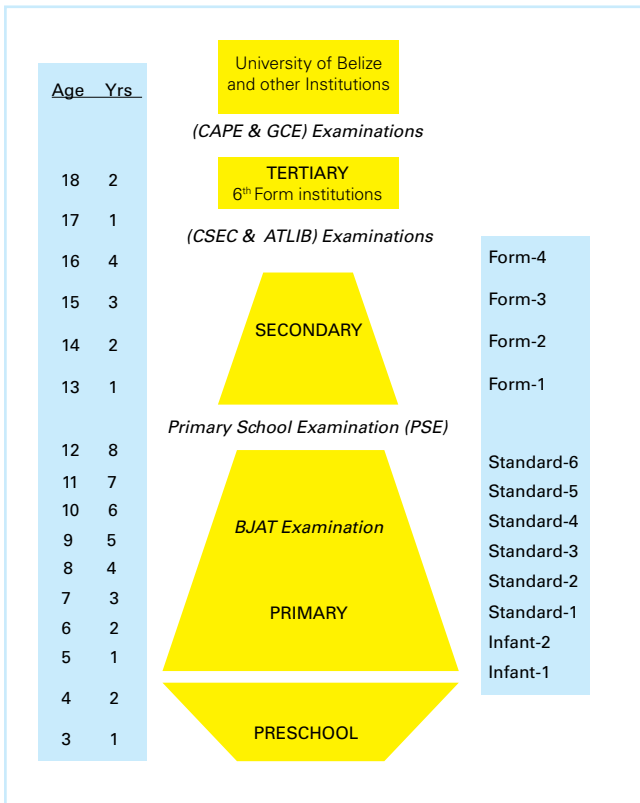 University of Belize
and other Institutions
Age Yrs
(CAPE & GCE) Examinations
TERTIARY
18 2
6th Form institutions
17 1
(CSEC & ATLIB) Examinations
16 4
Form-4
15 3
Form-3
SECONDARY
14 2
Form-2
13 1
Form-1
Primary School Examination (PSE)
12 8
Standard-6
11 7
Standard-5
10 6
Standard-4
BJAT Examination
9 5
Standard-3
8 4
Standard-2
7 3
Standard-1
PRIMARY
6 2
Infant-2
5 1
Infant-1
4 2
PRESCHOOL
3 1